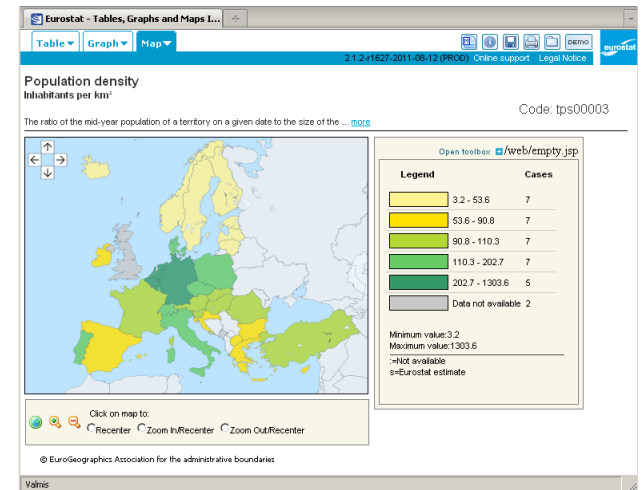 Eurostat - Tables, Graphs and Maps I...
Table Graph Map
DEMO
eurostat
2.1.2-r1627-2011-08-12 (PROD) Online support Legal Notice
Population density
Inhabitants per km²
Code: tps00003
The ratio of the mid-year population of a territory on a given date to the size of the ... more
Open toolbox /web/empty.jsp
Legend Cases
3.2 - 53.6 7
53.6 - 90.8 7
90.8 - 110.3 7
110.3 - 202.7 7
202.7 - 1303.6 5
Data not available 2
Minimum value:3.2
Maximum value:1303.6
:=Not available
s=Eurostat estimate
Click on map to:
Recenter Zoom In/Recenter Zoom Out/Recenter
© EuroGeographics Association for the administrative boundaries
Valmis